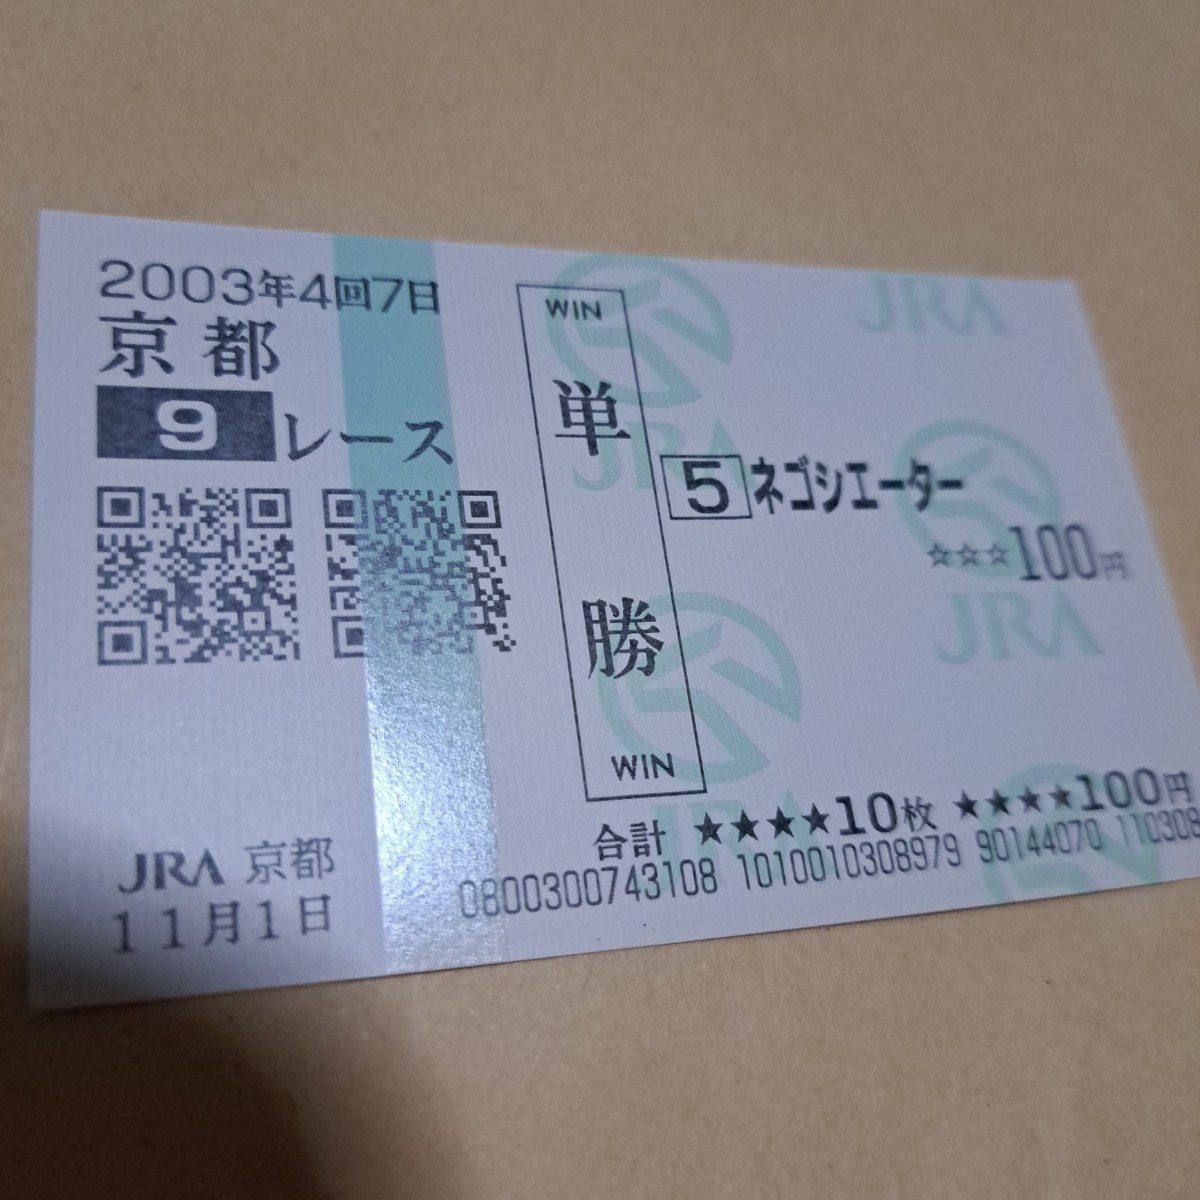 2003年4回7日
京都
9レース
WIN
単勝
WIN
5 ネゴシエーター
☆☆☆100円
合計 ★★★★10枚 ★★★★100円
0800300743108 1010010308979 90144070 110308
JRA 京都
11月1日
JRA
JRA
JRA